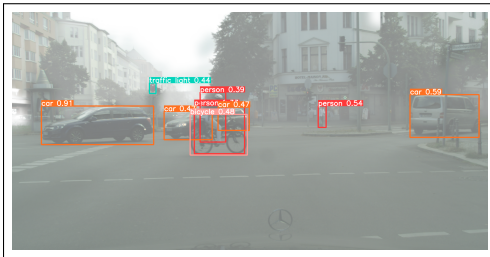 traffic light 0.44
person 0.39
car 0.91
car 0.4
person
car 0.47
bicycle 0.48
person 0.54
car 0.59